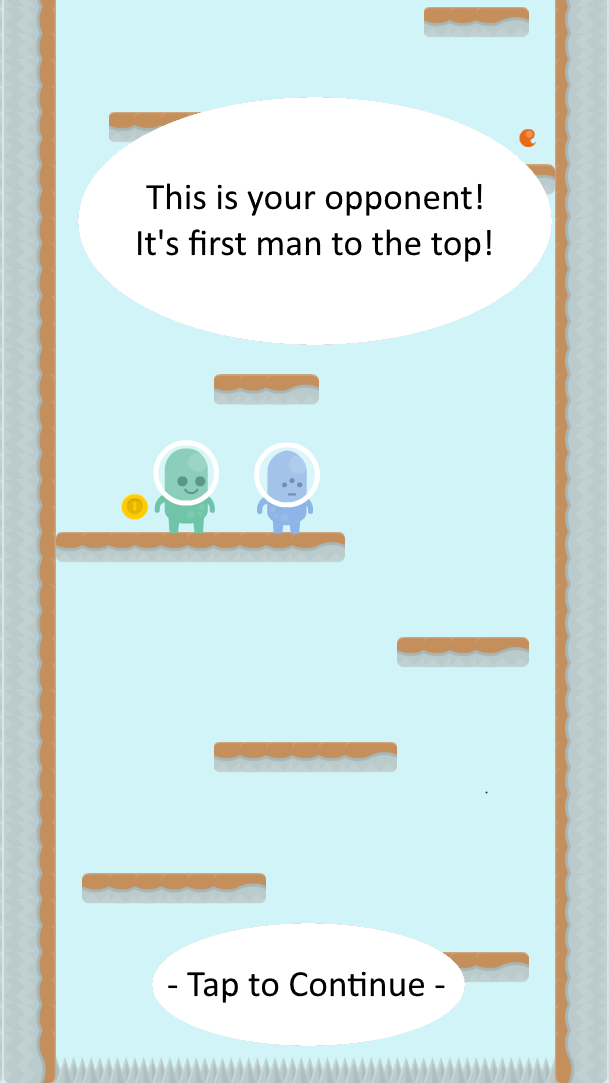 This is your opponent!
It's first man to the top!
- Tap to Continue -